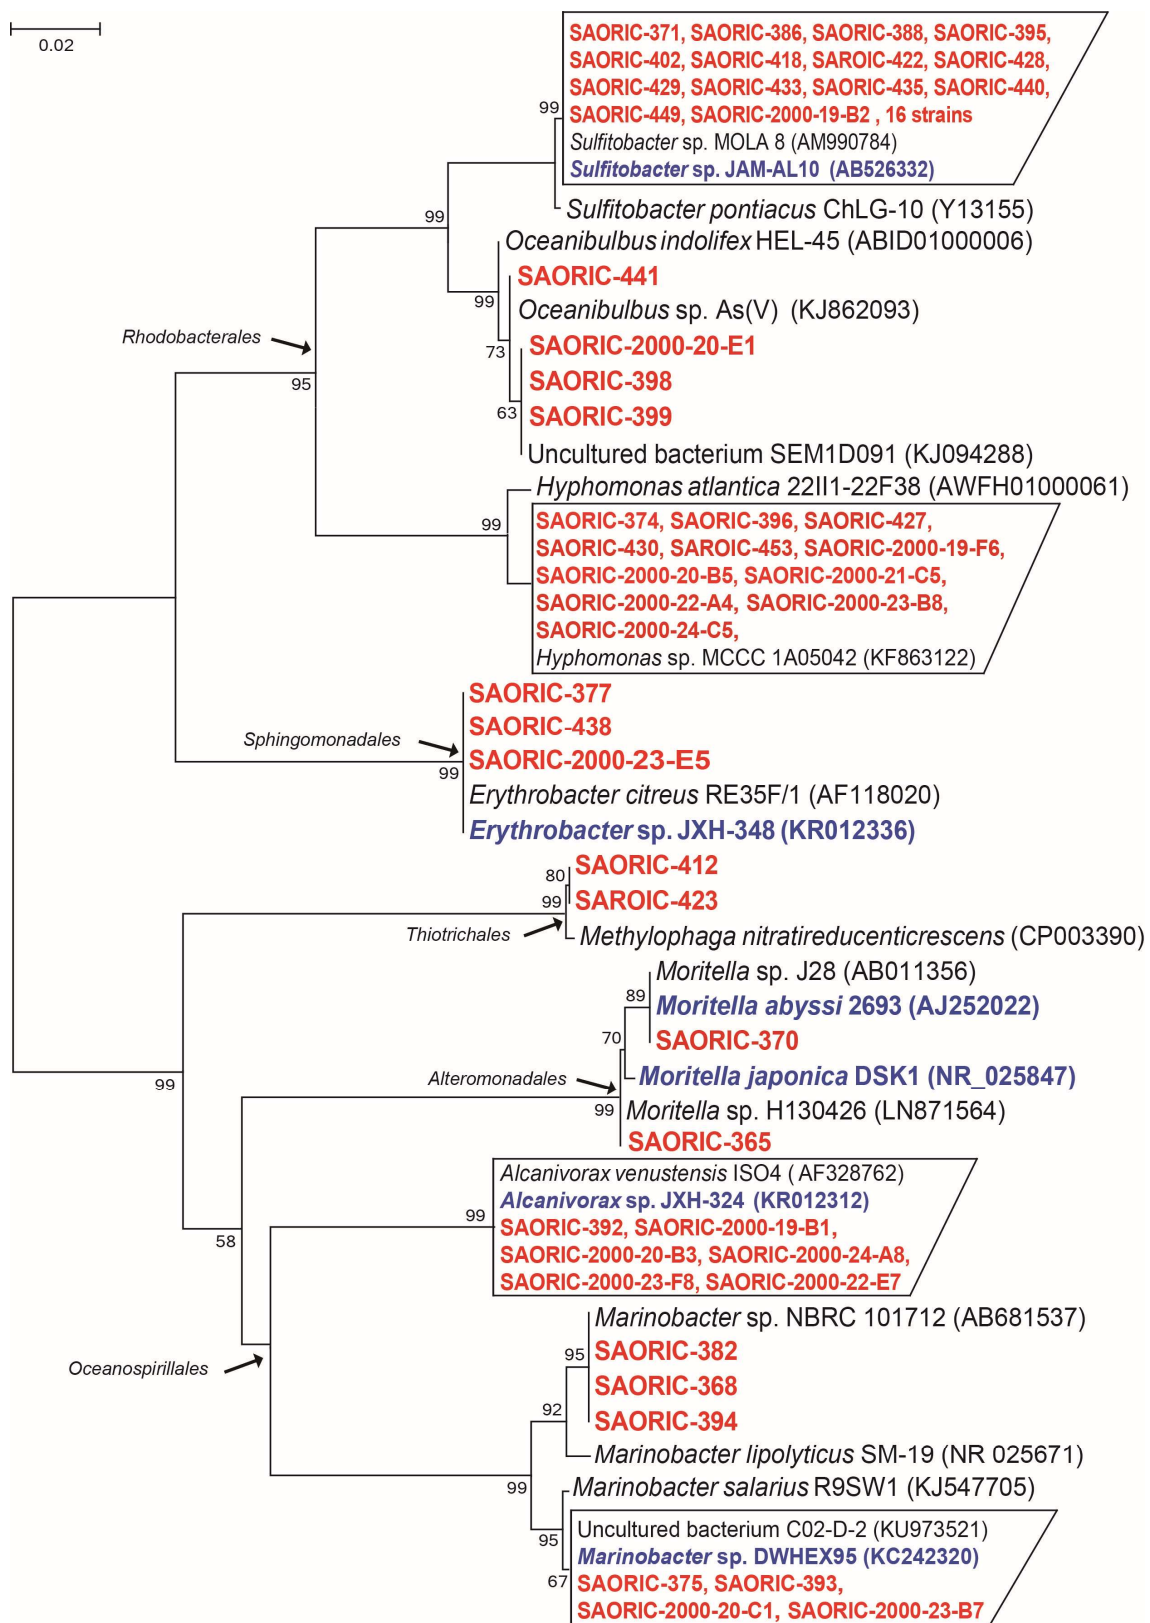 0.02
SAORIC-371, SAORIC-386, SAORIC-388, SAORIC-395,
SAORIC-402, SAORIC-418, SAROIC-422, SAORIC-428,
SAORIC-429, SAORIC-433, SAORIC-435, SAORIC-440,
SAORIC-449, SAORIC-2000-19-B2 , 16 strains
Sulfitobacter sp. MOLA 8 (AM990784)
Sulfitobacter sp. JAM-AL10 (AB526332)
99
Sulfitobacter pontiacus ChLG-10 (Y13155)
99
Oceanibulbus indolifex HEL-45 (ABID01000006)
SAORIC-441
99
Oceanibulbus sp. As(V) (KJ862093)
Rhodobacterales
73
SAORIC-2000-20-E1
95
SAORIC-398
63
SAORIC-399
Uncultured bacterium SEM1D091 (KJ094288)
Hyphomonas atlantica 22II1-22F38 (AWFH01000061)
99
SAORIC-374, SAORIC-396, SAORIC-427,
SAORIC-430, SAROIC-453, SAORIC-2000-19-F6,
SAORIC-2000-20-B5, SAORIC-2000-21-C5,
SAORIC-2000-22-A4, SAORIC-2000-23-B8,
SAORIC-2000-24-C5,
Hyphomonas sp. MCCC 1A05042 (KF863122)
SAORIC-377
SAORIC-438
Sphingomonadales
SAORIC-2000-23-E5
99
Erythrobacter citreus RE35F/1 (AF118020)
Erythrobacter sp. JXH-348 (KR012336)
SAORIC-412
80
99
SAROIC-423
Thiotrichales
Methylophaga nitratireducenticrescens (CP003390)
Moritella sp. J28 (AB011356)
89
Moritella abyssi 2693 (AJ252022)
70
SAORIC-370
Alteromonadales
Moritella japonica DSK1 (NR_025847)
99
99
Moritella sp. H130426 (LN871564)
SAORIC-365
Alcanivorax venustensis ISO4 ( AF328762)
Alcanivorax sp. JXH-324 (KR012312)
99
SAORIC-392, SAORIC-2000-19-B1,
58
SAORIC-2000-20-B3, SAORIC-2000-24-A8,
SAORIC-2000-23-F8, SAORIC-2000-22-E7
Marinobacter sp. NBRC 101712 (AB681537)
95
SAORIC-382
Oceanospirillales
SAORIC-368
92
SAORIC-394
Marinobacter lipolyticus SM-19 (NR 025671)
99
Marinobacter salarius R9SW1 (KJ547705)
95
Uncultured bacterium C02-D-2 (KU973521)
Marinobacter sp. DWHEX95 (KC242320)
67
SAORIC-375, SAORIC-393,
SAORIC-2000-20-C1, SAORIC-2000-23-B7